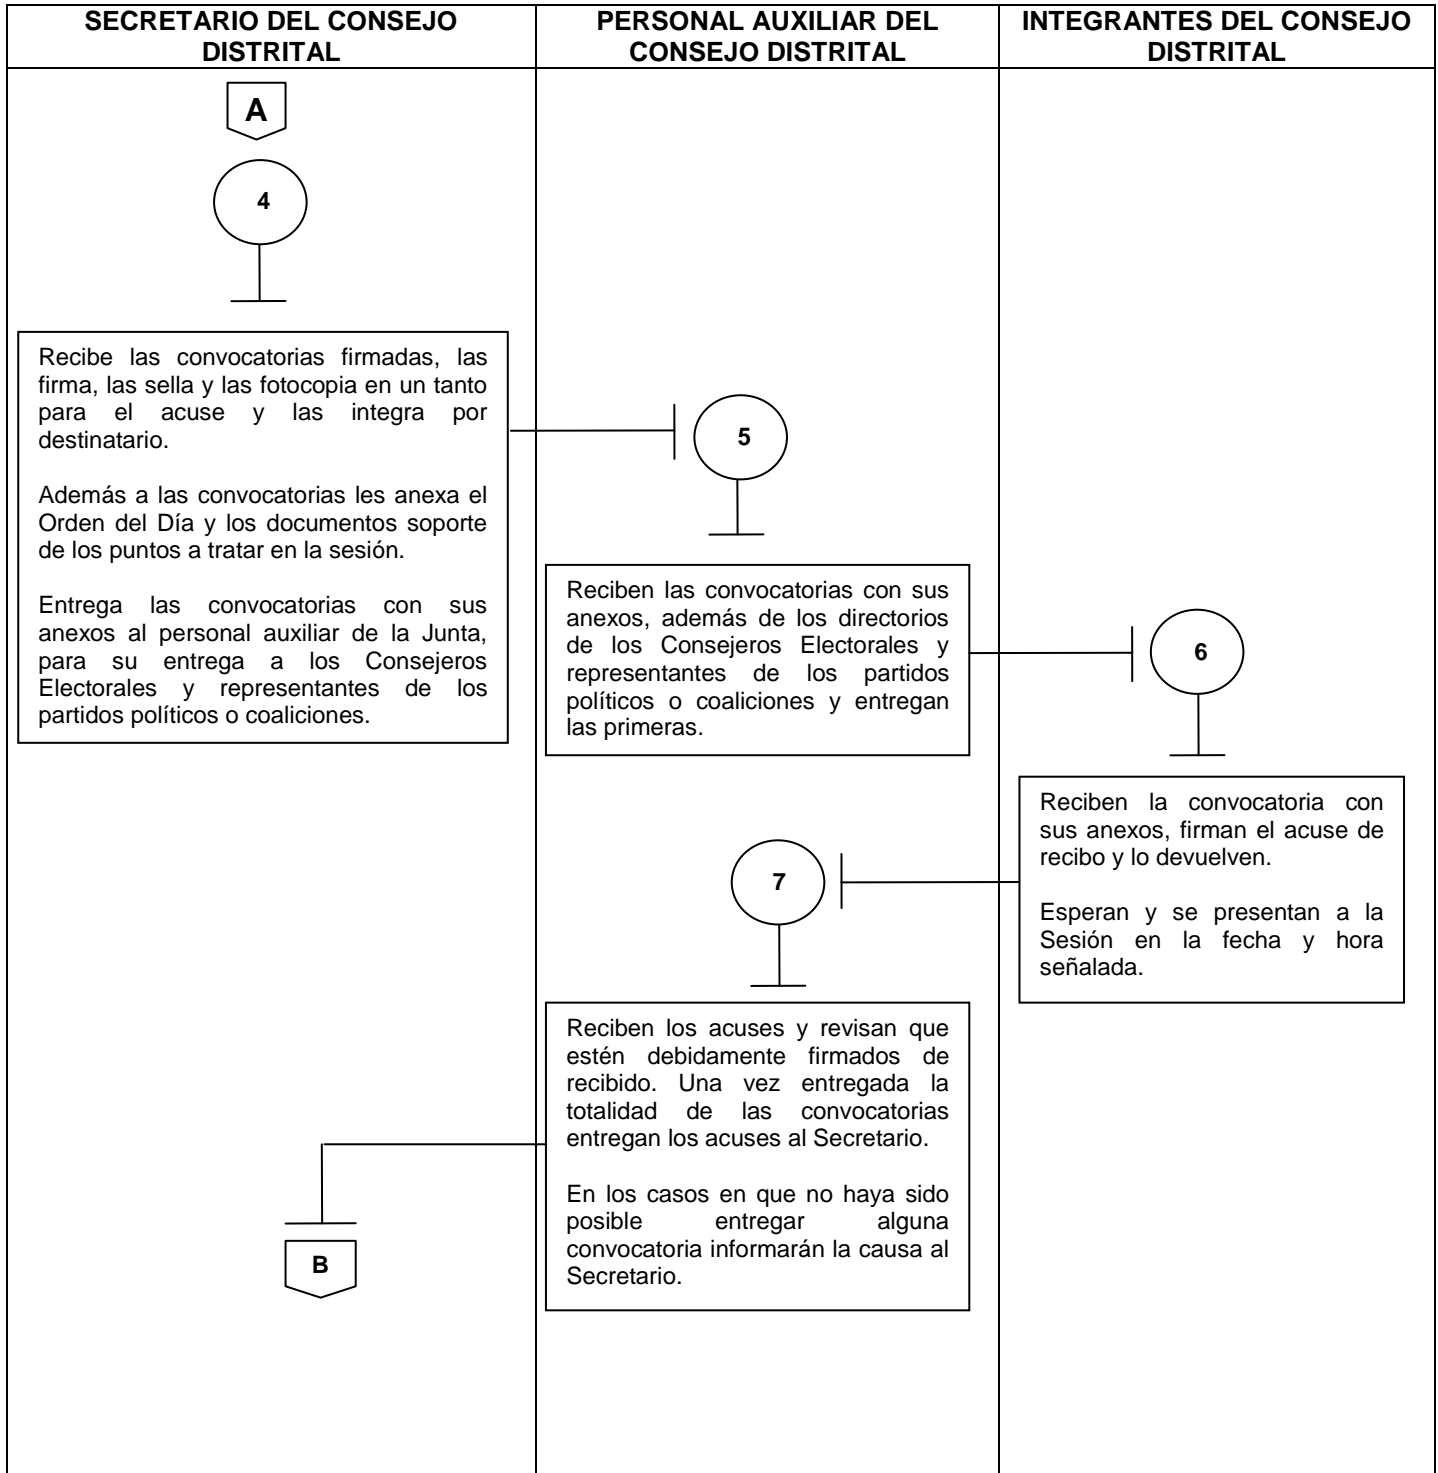 SECRETARIO DEL CONSEJO
DISTRITAL
PERSONAL AUXILIAR DEL
CONSEJO DISTRITAL
INTEGRANTES DEL CONSEJO
DISTRITAL
A
4
Recibe las convocatorias firmadas, las
firma, las sella y las fotocopia en un tanto
para el acuse y las integra por
destinatario.
Además a las convocatorias les anexa el
Orden del Día y los documentos soporte
de los puntos a tratar en la sesión.
Entrega las convocatorias con sus
anexos al personal auxiliar de la Junta,
para su entrega a los Consejeros
Electorales y representantes de los
partidos políticos o coaliciones.
5
Reciben las convocatorias con sus
anexos, además de los directorios
de los Consejeros Electorales y
representantes de los partidos
políticos o coaliciones y entregan
las primeras.
6
Reciben la convocatoria con
sus anexos, firman el acuse de
recibo y lo devuelven.
Esperan y se presentan a la
Sesión en la fecha y hora
señalada.
7
Reciben los acuses y revisan que
estén debidamente firmados de
recibido. Una vez entregada la
totalidad de las convocatorias
entregan los acuses al Secretario.
En los casos en que no haya sido
posible entregar alguna
convocatoria informarán la causa al
Secretario.
B